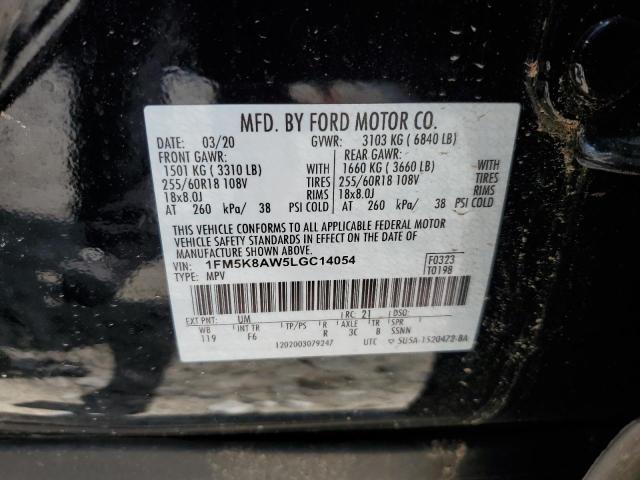 MFD. BY FORD MOTOR CO.
DATE: 03/20 GVWR: 3103 KG ( 6840 LB)
FRONT GAWR: REAR GAWR:
1501 KG ( 3310 LB) WITH 1660 KG ( 3660 LB) WITH
255/60R18 108V TIRES 255/60R18 108V TIRES
18x8.0J RIMS 18x8.0J RIMS
AT 260 kPa/ 38 PSI COLD AT 260 kPa/ 38 PSI COLD
THIS VEHICLE CONFORMS TO ALL APPLICABLE FEDERAL MOTOR
VEHICLE SAFETY STANDARDS IN EFFECT ON THE DATE OF
MANUFACTURE SHOWN ABOVE.
VIN: 1FM5K8AW5LGC14054 F0323
TYPE: MPV T0198
EXT PNT: UM RC: 21 DSO:
WB INT TR TP/PS R AXLE TR SPR
119 F6 R 3C B SSNN
1202003079247 UTC 5U5A-1520472-BA